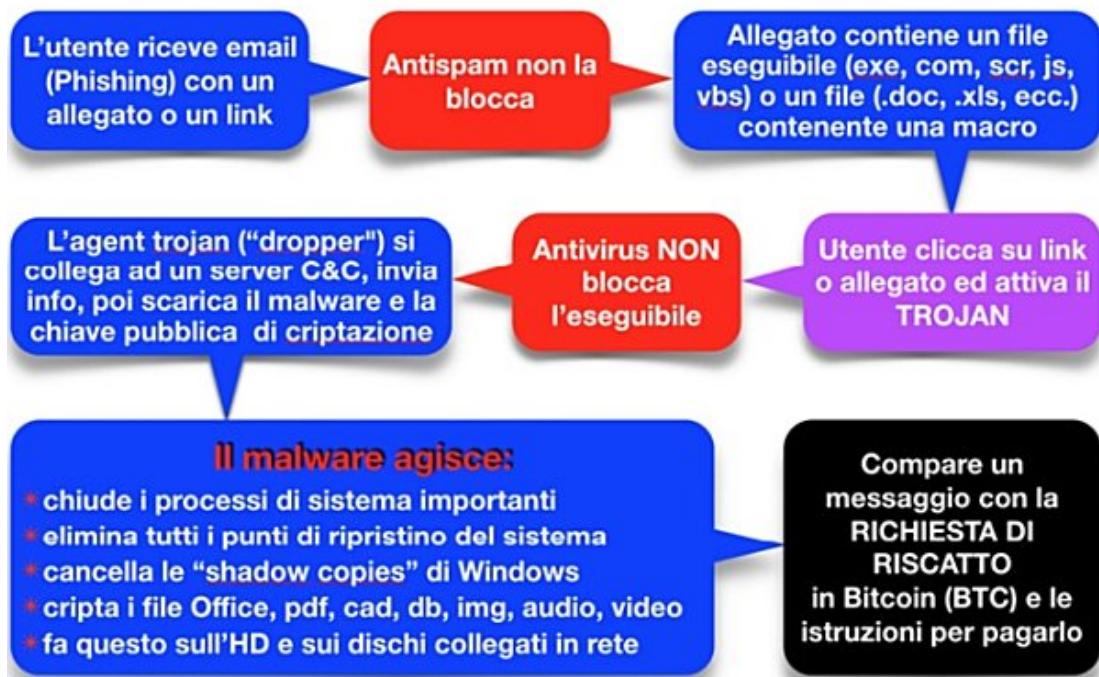 L'utente riceve email
(Phishing) con un
allegato o un link
Antispam non la
blocca
Allegato contiene un file
eseguibile (exe, com, scr, js,
vbs) o un file (.doc, .xls, ecc.)
contenente una macro
Utente clicca su link
o allegato ed attiva il
TROJAN
Antivirus NON
blocca
l'eseguibile
L'agent trojan (“dropper") si
collega ad un server C&C, invia
info, poi scarica il malware e la
chiave pubblica di criptazione
Il malware agisce:
✴chiude i processi di sistema importanti
✴elimina tutti i punti di ripristino del sistema
✴cancella le “shadow copies” di Windows
✴cripta i file Office, pdf, cad, db, img, audio, video
✴fa questo sull'HD e sui dischi collegati in rete
Compare un
messaggio con la
RICHIESTA DI
RISCATTO
in Bitcoin (BTC) e le
istruzioni per pagarlo